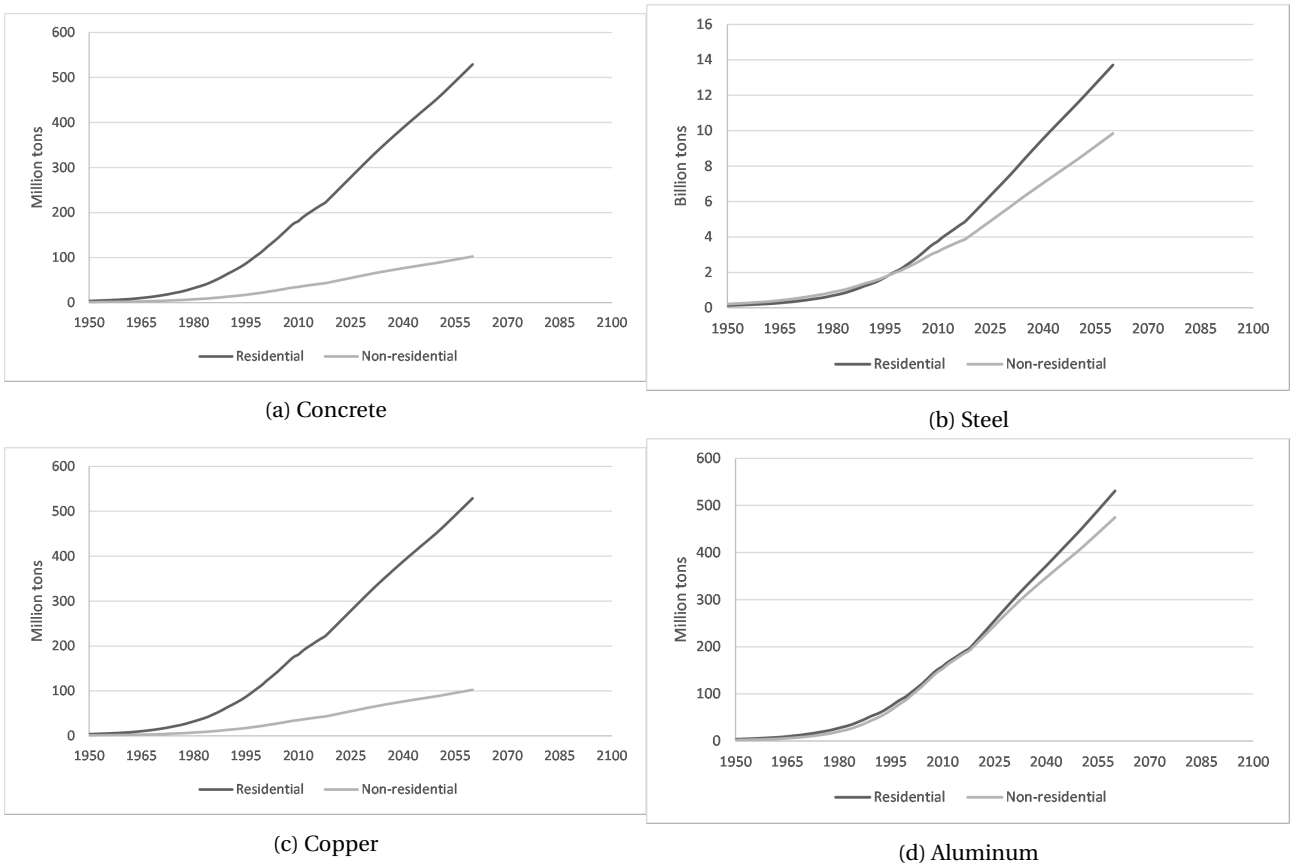 600
500
400
300
200
100
0
Million tons
1950 1965 1980 1995 2010 2025 2040 2055 2070 2085 2100
Residential Non-residential
(a) Concrete
16
14
12
10
8
6
4
2
0
Billion tons
1950 1965 1980 1995 2010 2025 2040 2055 2070 2085 2100
Residential Non-residential
(b) Steel
600
500
400
300
200
100
0
Million tons
1950 1965 1980 1995 2010 2025 2040 2055 2070 2085 2100
Residential Non-residential
(c) Copper
600
500
400
300
200
100
0
Million tons
1950 1965 1980 1995 2010 2025 2040 2055 2070 2085 2100
Residential Non-residential
(d) Aluminum